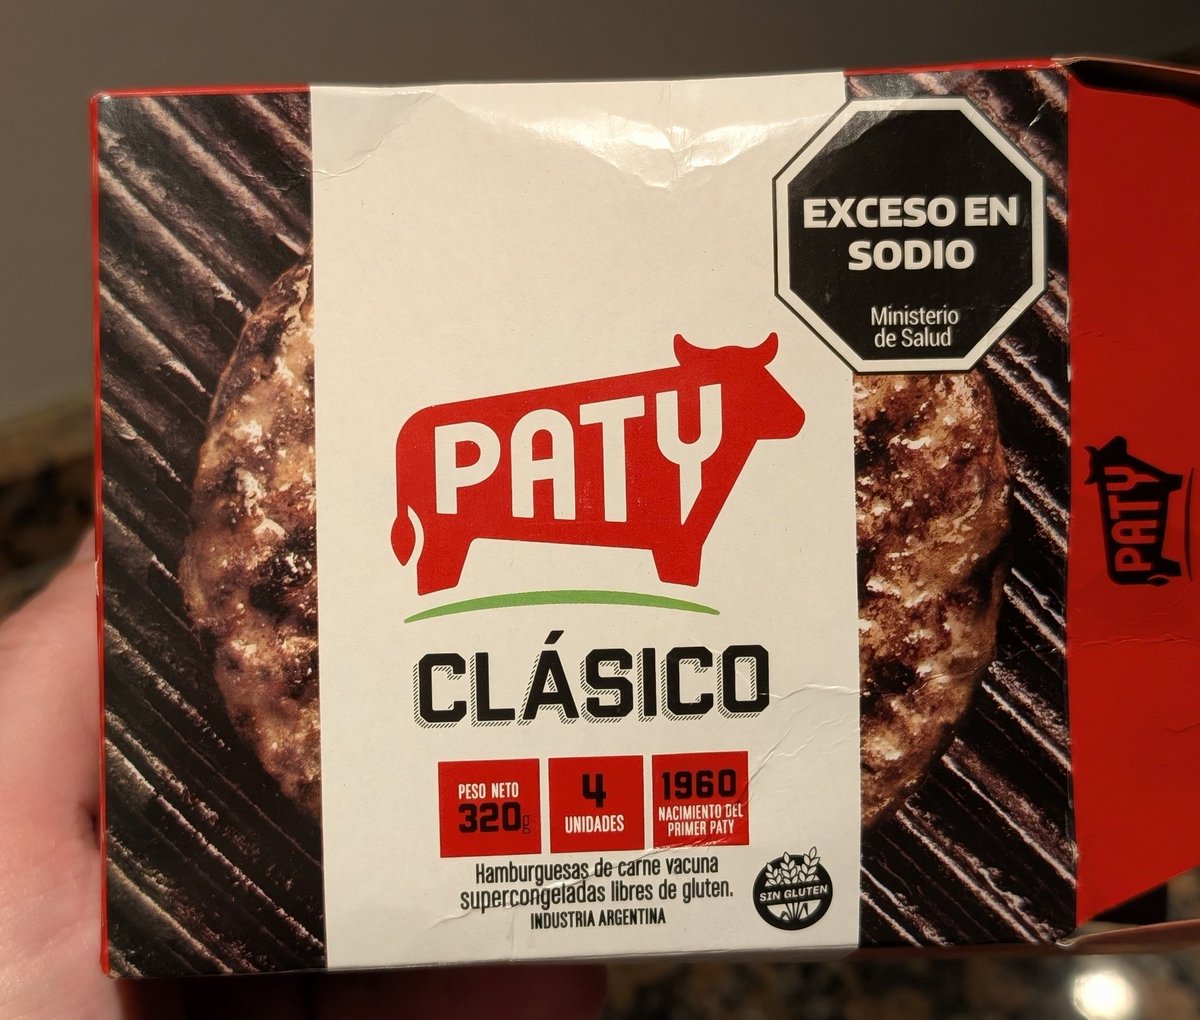 EXCESO EN
SODIO
Ministerio
de Salud
PATY
CLÁSICO
PESO NETO
320g
4
UNIDADES
1960
NACIMIENTO DEL
PRIMER PATY
Hamburguesas de carne vacuna
supercongeladas libres de gluten.
INDUSTRIA ARGENTINA
SIN GLUTEN
PATY